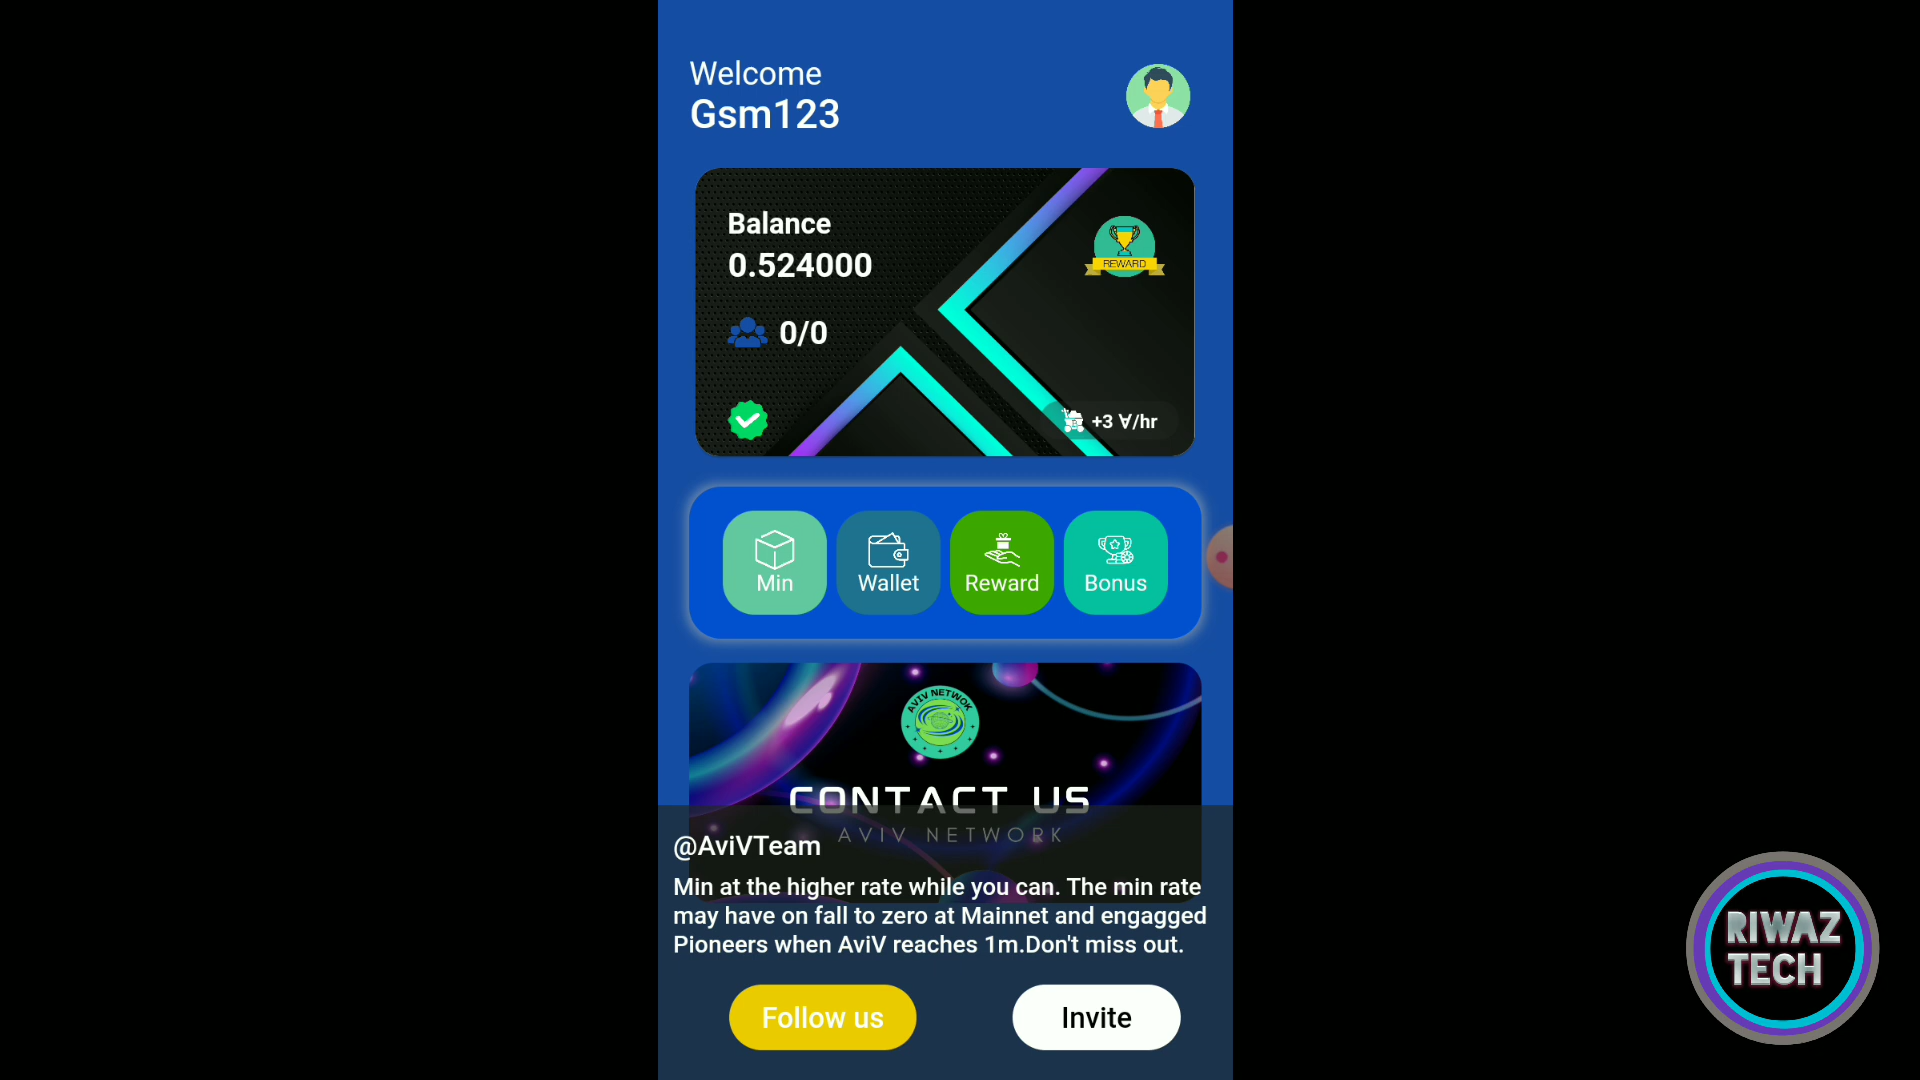 Welcome
Gsm123
Balance
0.524000
REWARD
0/0
+3 ∀/hr
Min
Wallet
Reward
Bonus
AVIV NETWOK
CONTACT US
AVIV NETWORK
@AviVTeam
Min at the higher rate while you can. The min rate
may have on fall to zero at Mainnet and engagged
Pioneers when AviV reaches 1m.Don't miss out.
Follow us
Invite
RIWAZ
TECH